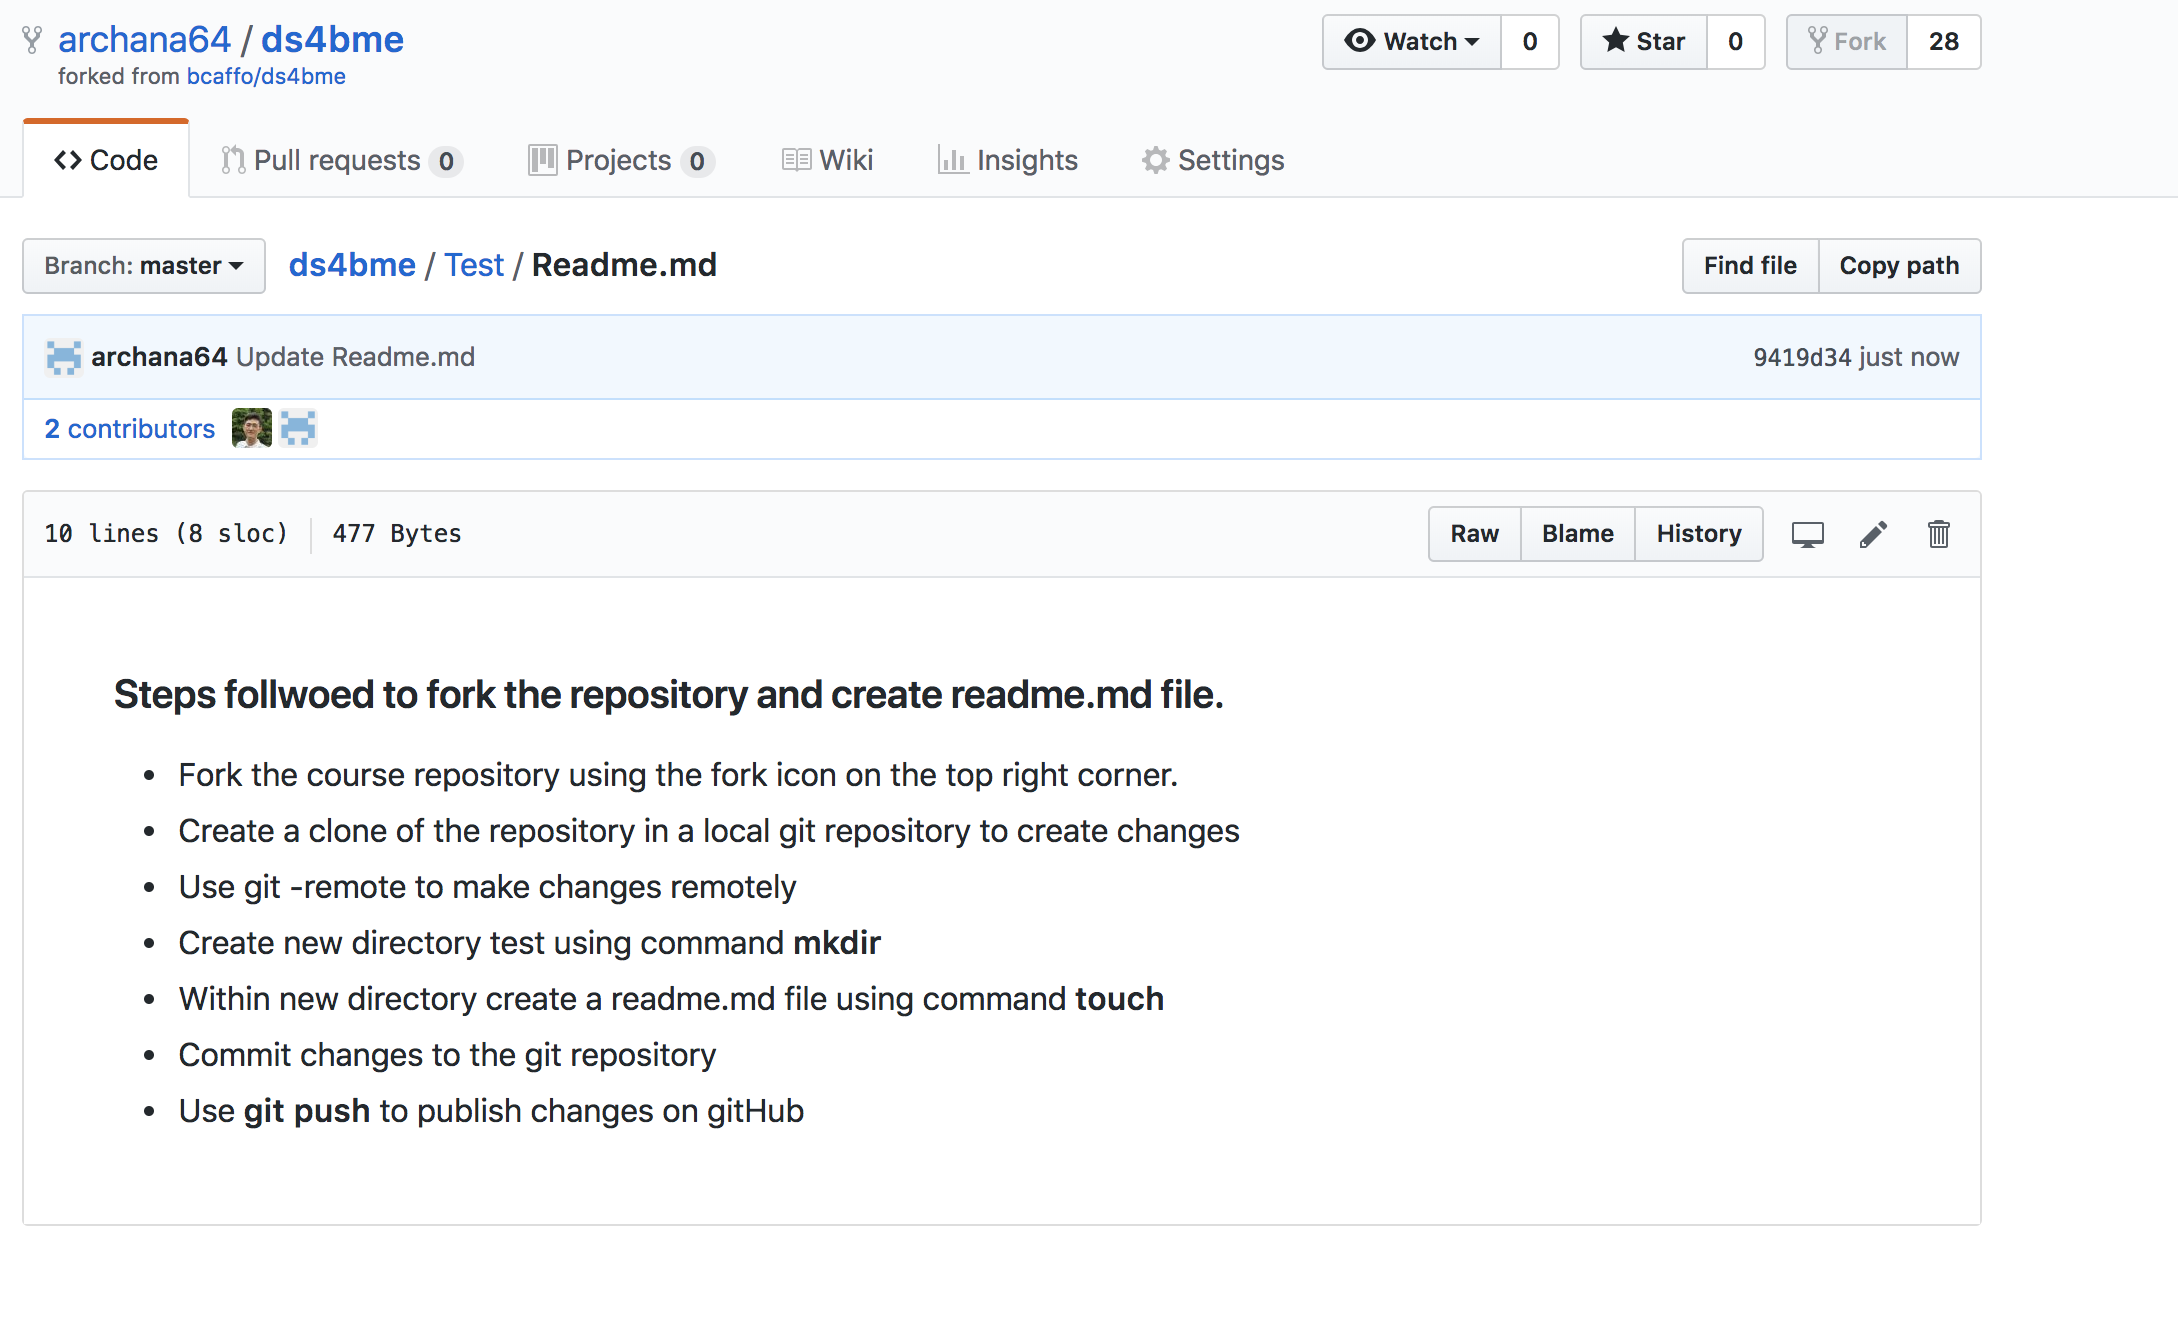 archana64 / ds4bme
forked from bcaffo/ds4bme
Watch 0 Star 0 Fork 28
Code Pull requests 0 Projects 0 Wiki Insights Settings
Branch: master ds4bme / Test / Readme.md Find file Copy path
archana64 Update Readme.md 9419d34 just now
2 contributors
10 lines (8 sloc) 477 Bytes Raw Blame History
Steps follwoed to fork the repository and create readme.md file.
• Fork the course repository using the fork icon on the top right corner.
• Create a clone of the repository in a local git repository to create changes
• Use git -remote to make changes remotely
• Create new directory test using command mkdir
• Within new directory create a readme.md file using command touch
• Commit changes to the git repository
• Use git push to publish changes on gitHub